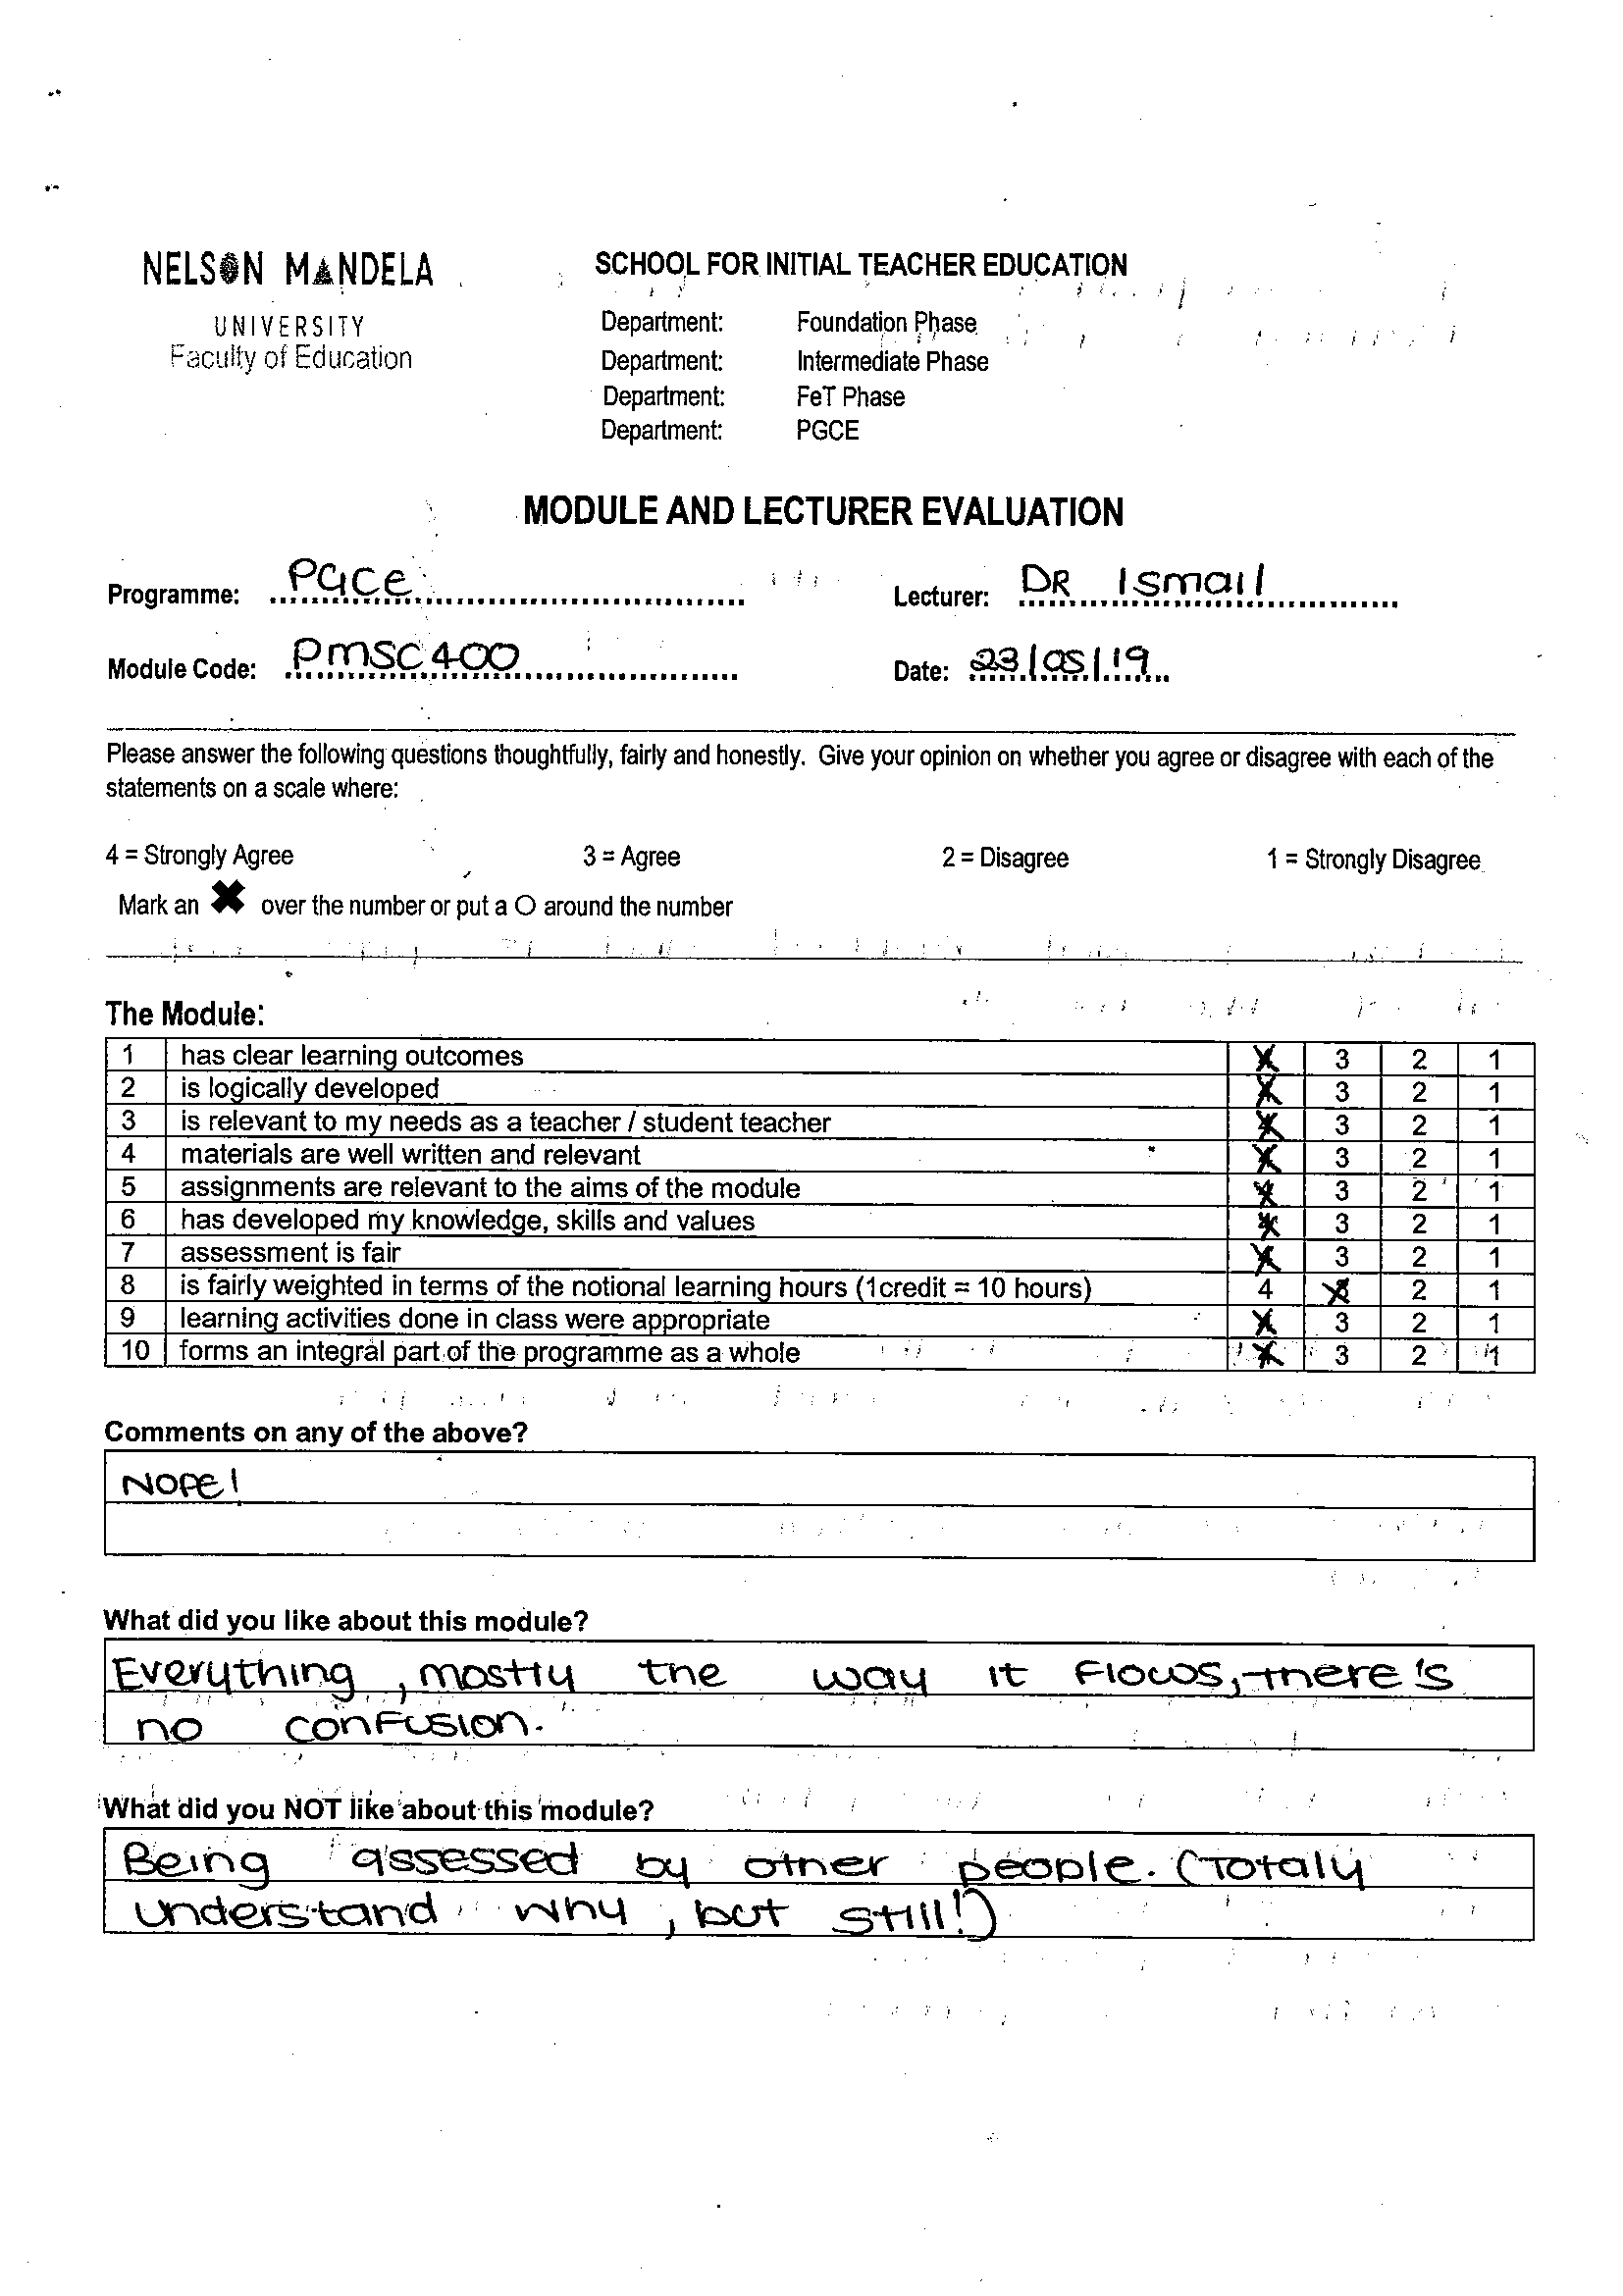 NELSON MANDELA
UNIVERSITY
Faculty of Education
SCHOOL FOR INITIAL TEACHER EDUCATION
Department: Foundation Phase
Department: Intermediate Phase
Department: FeT Phase
Department: PGCE
MODULE AND LECTURER EVALUATION
Programme: PGCE Lecturer: DR Ismail
Module Code: PMSC400 Date: 23/05/19
Please answer the following questions thoughtfully, fairly and honestly. Give your opinion on whether you agree or disagree with each of the
statements on a scale where:
4 = Strongly Agree 3 = Agree 2 = Disagree 1 = Strongly Disagree
Mark an ✖ over the number or put a O around the number
The Module:
1 has clear learning outcomes 4 3 2 1
2 is logically developed 4 3 2 1
3 is relevant to my needs as a teacher / student teacher 4 3 2 1
4 materials are well written and relevant 4 3 2 1
5 assignments are relevant to the aims of the module 4 3 2 1
6 has developed my knowledge, skills and values 4 3 2 1
7 assessment is fair 4 3 2 1
8 is fairly weighted in terms of the notional learning hours (1credit = 10 hours) 4 3 2 1
9 learning activities done in class were appropriate 4 3 2 1
10 forms an integral part of the programme as a whole 4 3 2 1
Comments on any of the above?
NOPE!
What did you like about this module?
Everything, mostly the way it flows, there's
no confusion.
What did you NOT like about this module?
Being assessed by other people. (Totaly
understand why, but still!)